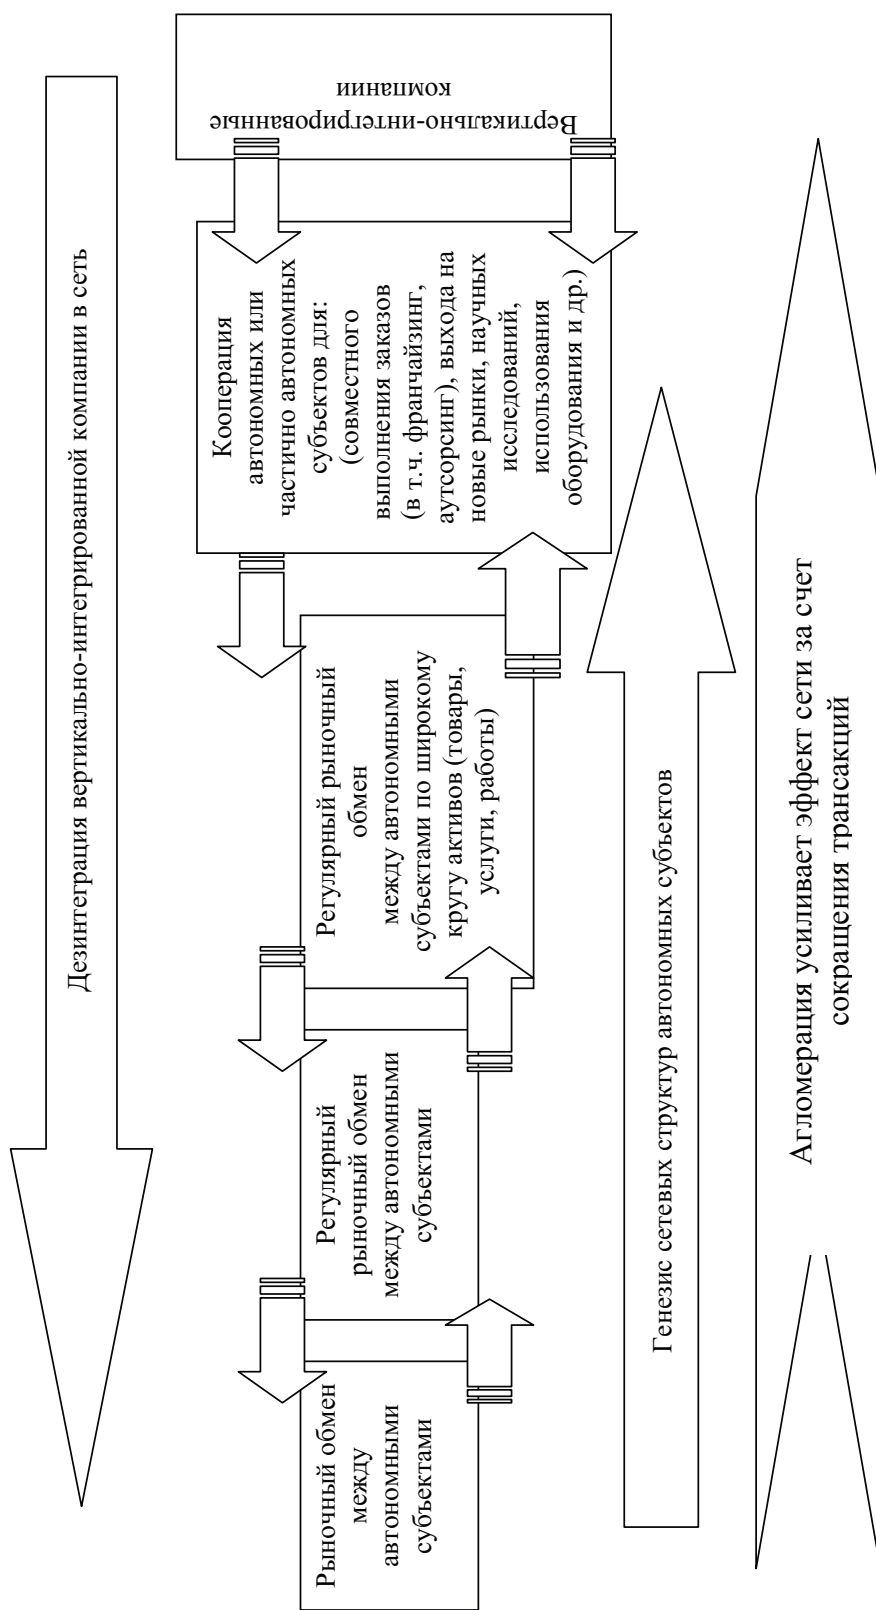 Дезинтеграция вертикально-интегрированной компании в сеть
Рыночный обмен
между
автономными
субъектами
Регулярный
рыночный обмен
между автономными
субъектами
Регулярный рыночный
обмен
между автономными
субъектами по широкому
кругу активов (товары,
услуги, работы)
Кооперация
автономных или
частично автономных
субъектов для:
(совместного
выполнения заказов
(в т.ч. франчайзинг,
аутсорсинг), выхода на
новые рынки, научных
исследований,
использования
оборудования и др.)
Вертикально-интегрированные
компании
Генезис сетевых структур автономных субъектов
Агломерация усиливает эффект сети за счет
сокращения трансакций